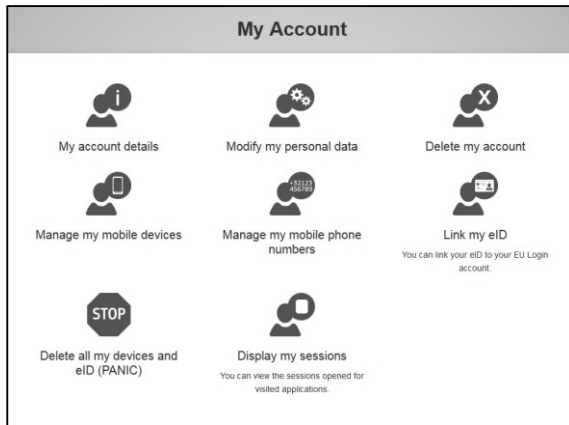 My Account
i
X
My account details
Modify my personal data
Delete my account
+32123
456789
Manage my mobile devices
Manage my mobile phone
numbers
Link my eID
You can link your eID to your EU Login
account.
STOP
Delete all my devices and
eID (PANIC)
Display my sessions
You can view the sessions opened for
visited applications.